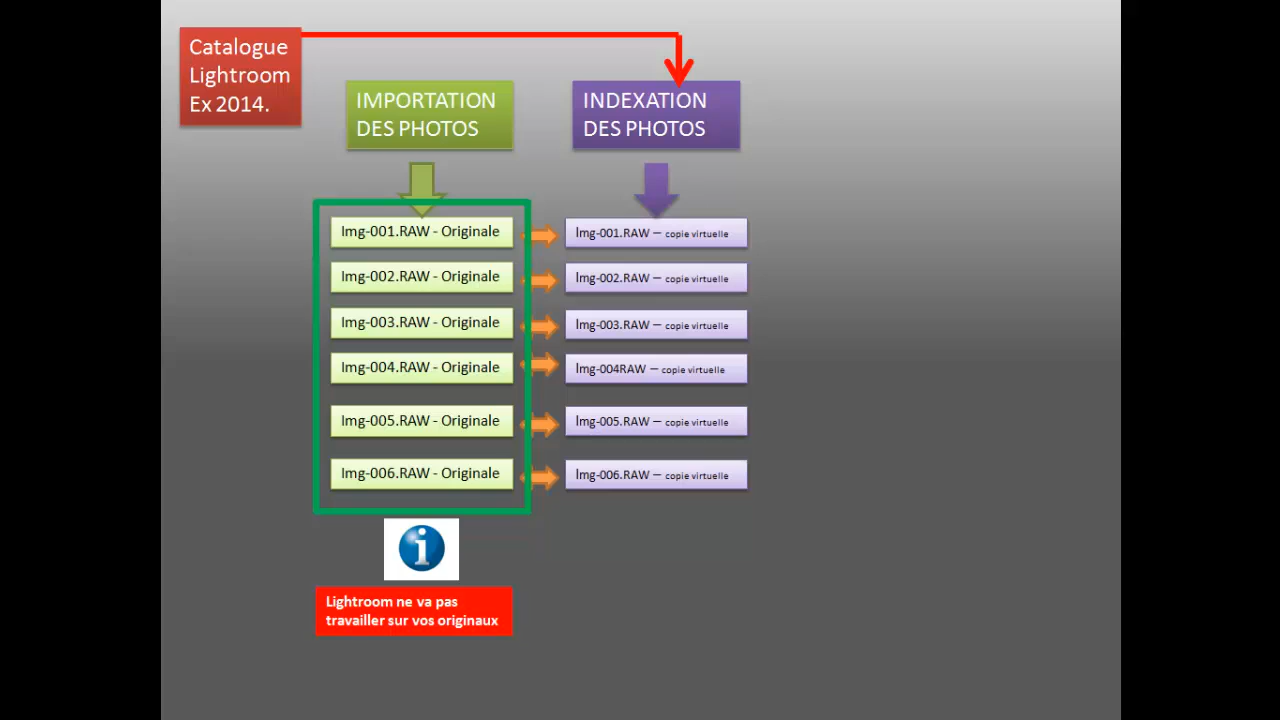 Catalogue
Lightroom
Ex 2014.
IMPORTATION
DES PHOTOS
INDEXATION
DES PHOTOS
Img-001.RAW - Originale
Img-001.RAW – copie virtuelle
Img-002.RAW - Originale
Img-002.RAW – copie virtuelle
Img-003.RAW - Originale
Img-003.RAW – copie virtuelle
Img-004.RAW - Originale
Img-004RAW – copie virtuelle
Img-005.RAW - Originale
Img-005.RAW – copie virtuelle
Img-006.RAW - Originale
Img-006.RAW – copie virtuelle
i
Lightroom ne va pas
travailler sur vos originaux